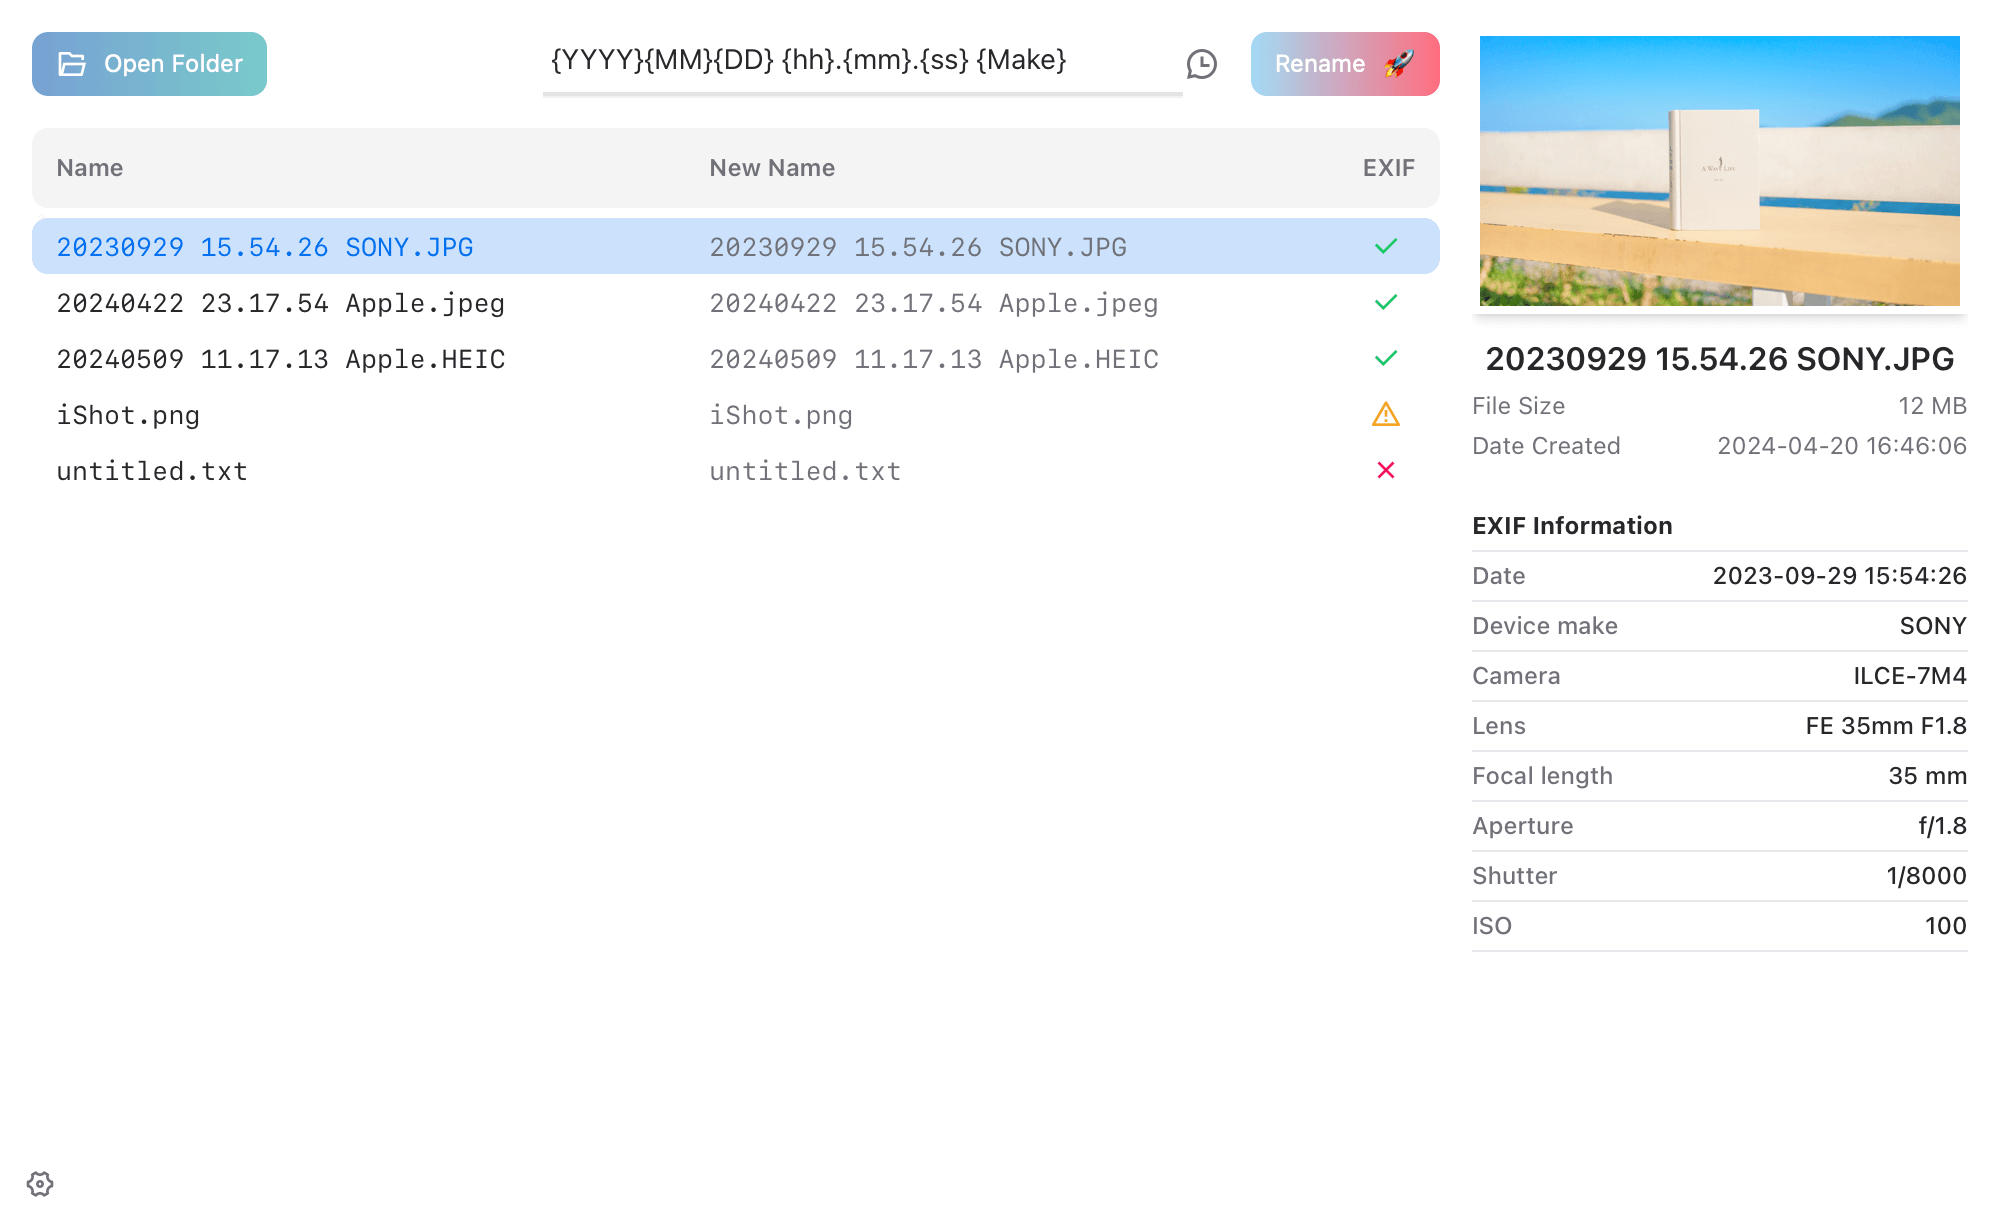 Open Folder
{YYYY}{MM}{DD} {hh}.{mm}.{ss} {Make}
Rename
Name New Name EXIF
20230929 15.54.26 SONY.JPG 20230929 15.54.26 SONY.JPG
20240422 23.17.54 Apple.jpeg 20240422 23.17.54 Apple.jpeg
20240509 11.17.13 Apple.HEIC 20240509 11.17.13 Apple.HEIC
iShot.png iShot.png
untitled.txt untitled.txt
20230929 15.54.26 SONY.JPG
File Size 12 MB
Date Created 2024-04-20 16:46:06
EXIF Information
Date 2023-09-29 15:54:26
Device make SONY
Camera ILCE-7M4
Lens FE 35mm F1.8
Focal length 35 mm
Aperture f/1.8
Shutter 1/8000
ISO 100